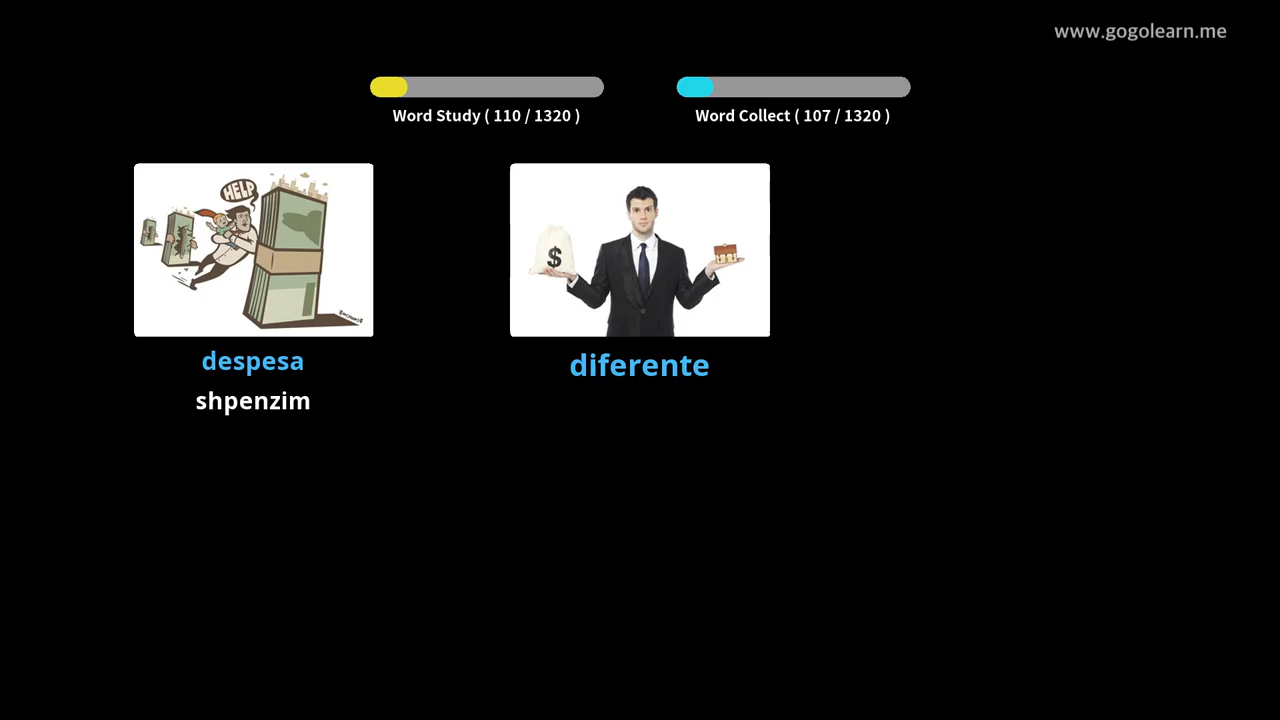 www.gogolearn.me
Word Study ( 110 / 1320 )
Word Collect ( 107 / 1320 )
HELP
$
despesa
shpenzim
diferente